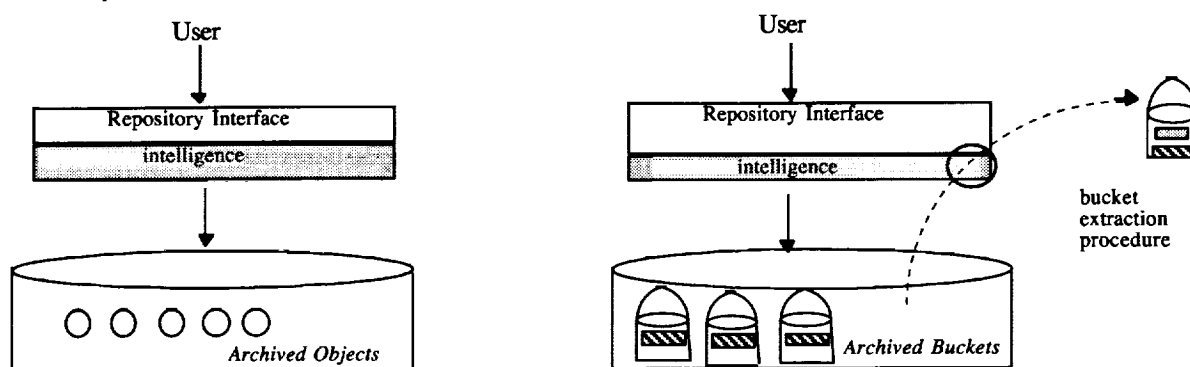 User
Repository Interface
intelligence
Archived Objects
User
Repository Interface
intelligence
bucket
extraction
procedure
Archived Buckets